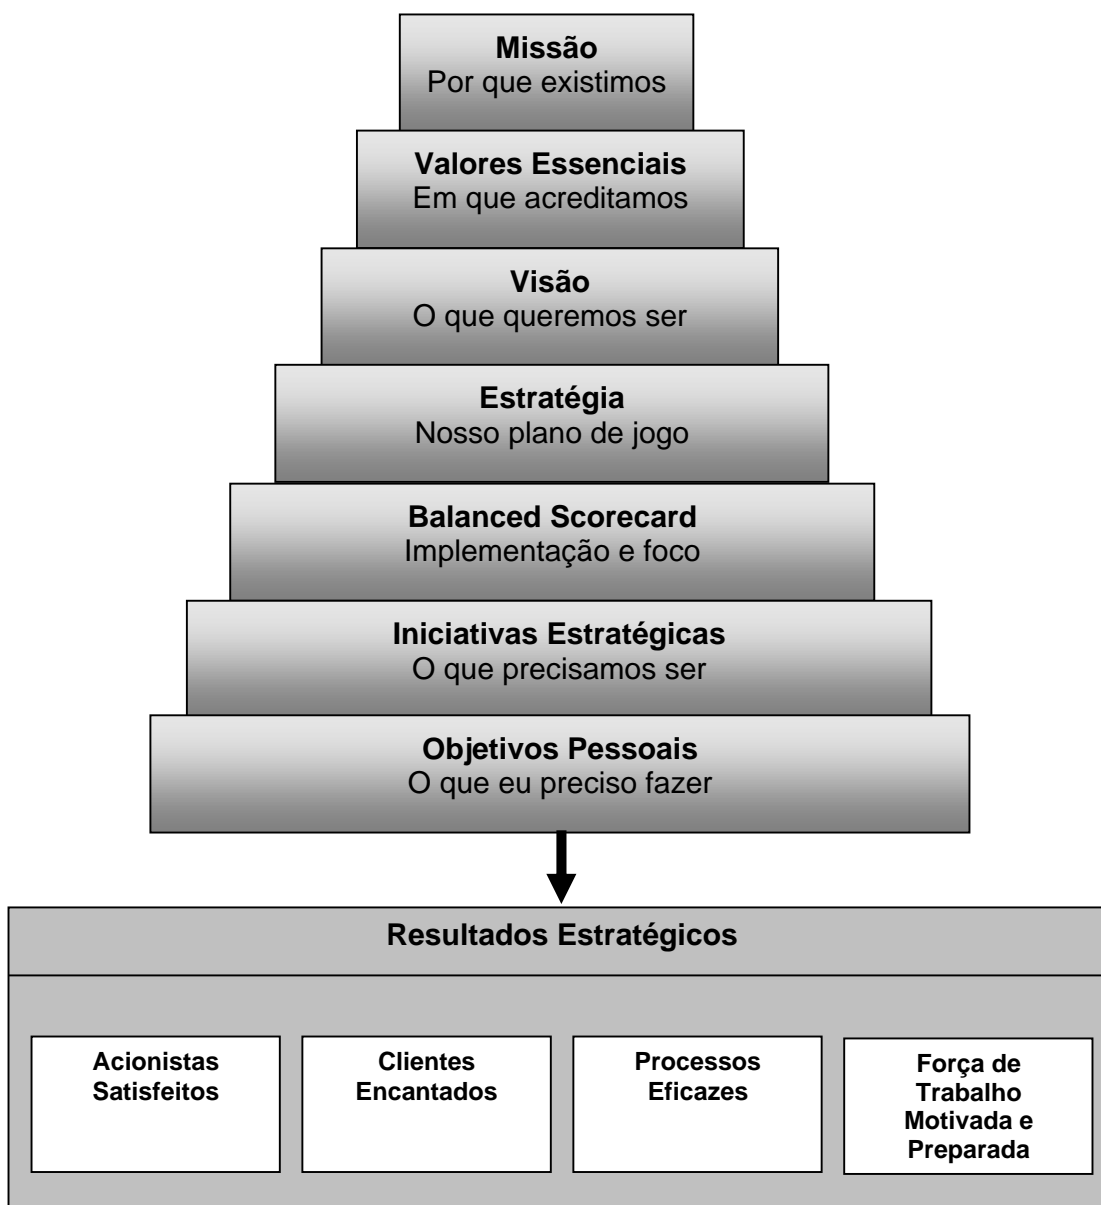 Missão
Por que existimos
Valores Essenciais
Em que acreditamos
Visão
O que queremos ser
Estratégia
Nosso plano de jogo
Balanced Scorecard
Implementação e foco
Iniciativas Estratégicas
O que precisamos ser
Objetivos Pessoais
O que eu preciso fazer
Resultados Estratégicos
Acionistas
Satisfeitos
Clientes
Encantados
Processos
Eficazes
Força de
Trabalho
Motivada e
Preparada